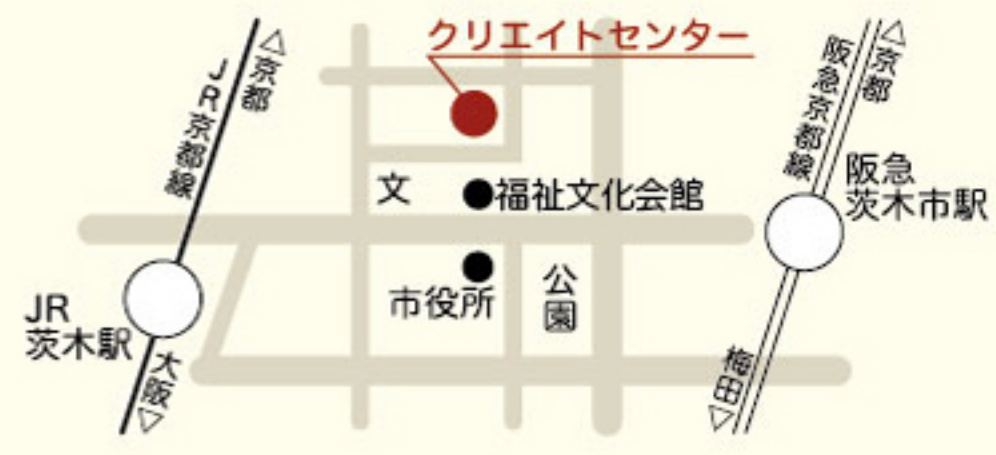 クリエイトセンター
△京都
JR京都線
△京都
阪急京都線
阪急
茨木市駅
文
福祉文化会館
市役所
公園
JR
茨木駅
大阪▽
梅田▽